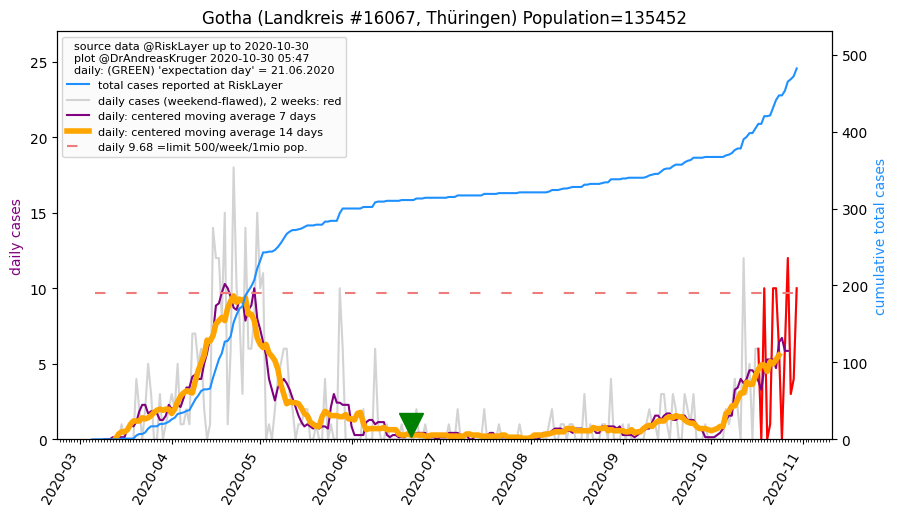 Gotha (Landkreis #16067, Thüringen) Population=135452
source data @RiskLayer up to 2020-10-30
plot @DrAndreasKruger 2020-10-30 05:47
daily: (GREEN) 'expectation day' = 21.06.2020
total cases reported at RiskLayer
daily cases (weekend-flawed), 2 weeks: red
daily: centered moving average 7 days
daily: centered moving average 14 days
daily 9.68 =limit 500/week/1mio pop.
daily cases
25
20
15
10
5
0
500
400
300
200
100
0
cumulative total cases
2020-03
2020-04
2020-05
2020-06
2020-07
2020-08
2020-09
2020-10
2020-11